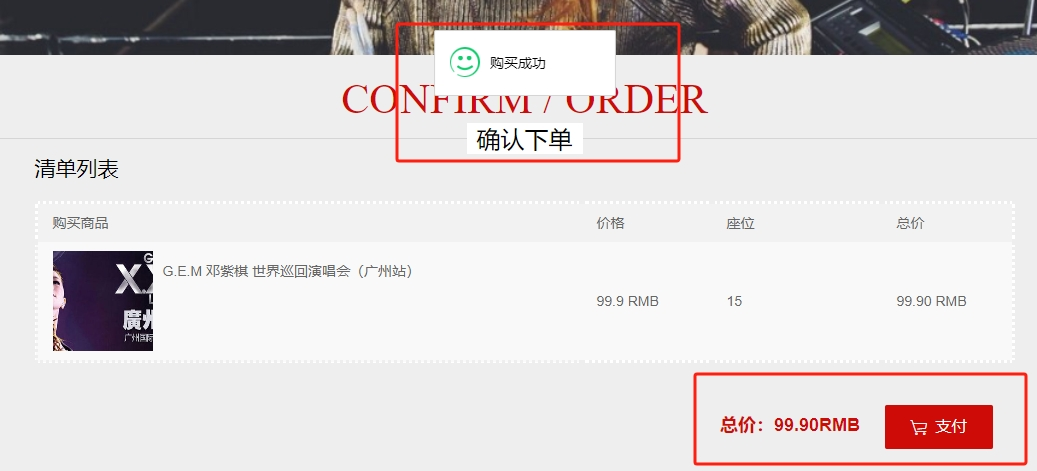 购买成功
CONFIRM / ORDER
确认下单
清单列表
购买商品 价格 座位 总价
G.E.M 邓紫棋 世界巡回演唱会（广州站）
99.9 RMB 15 99.90 RMB
廣州
总价：99.90RMB 支付